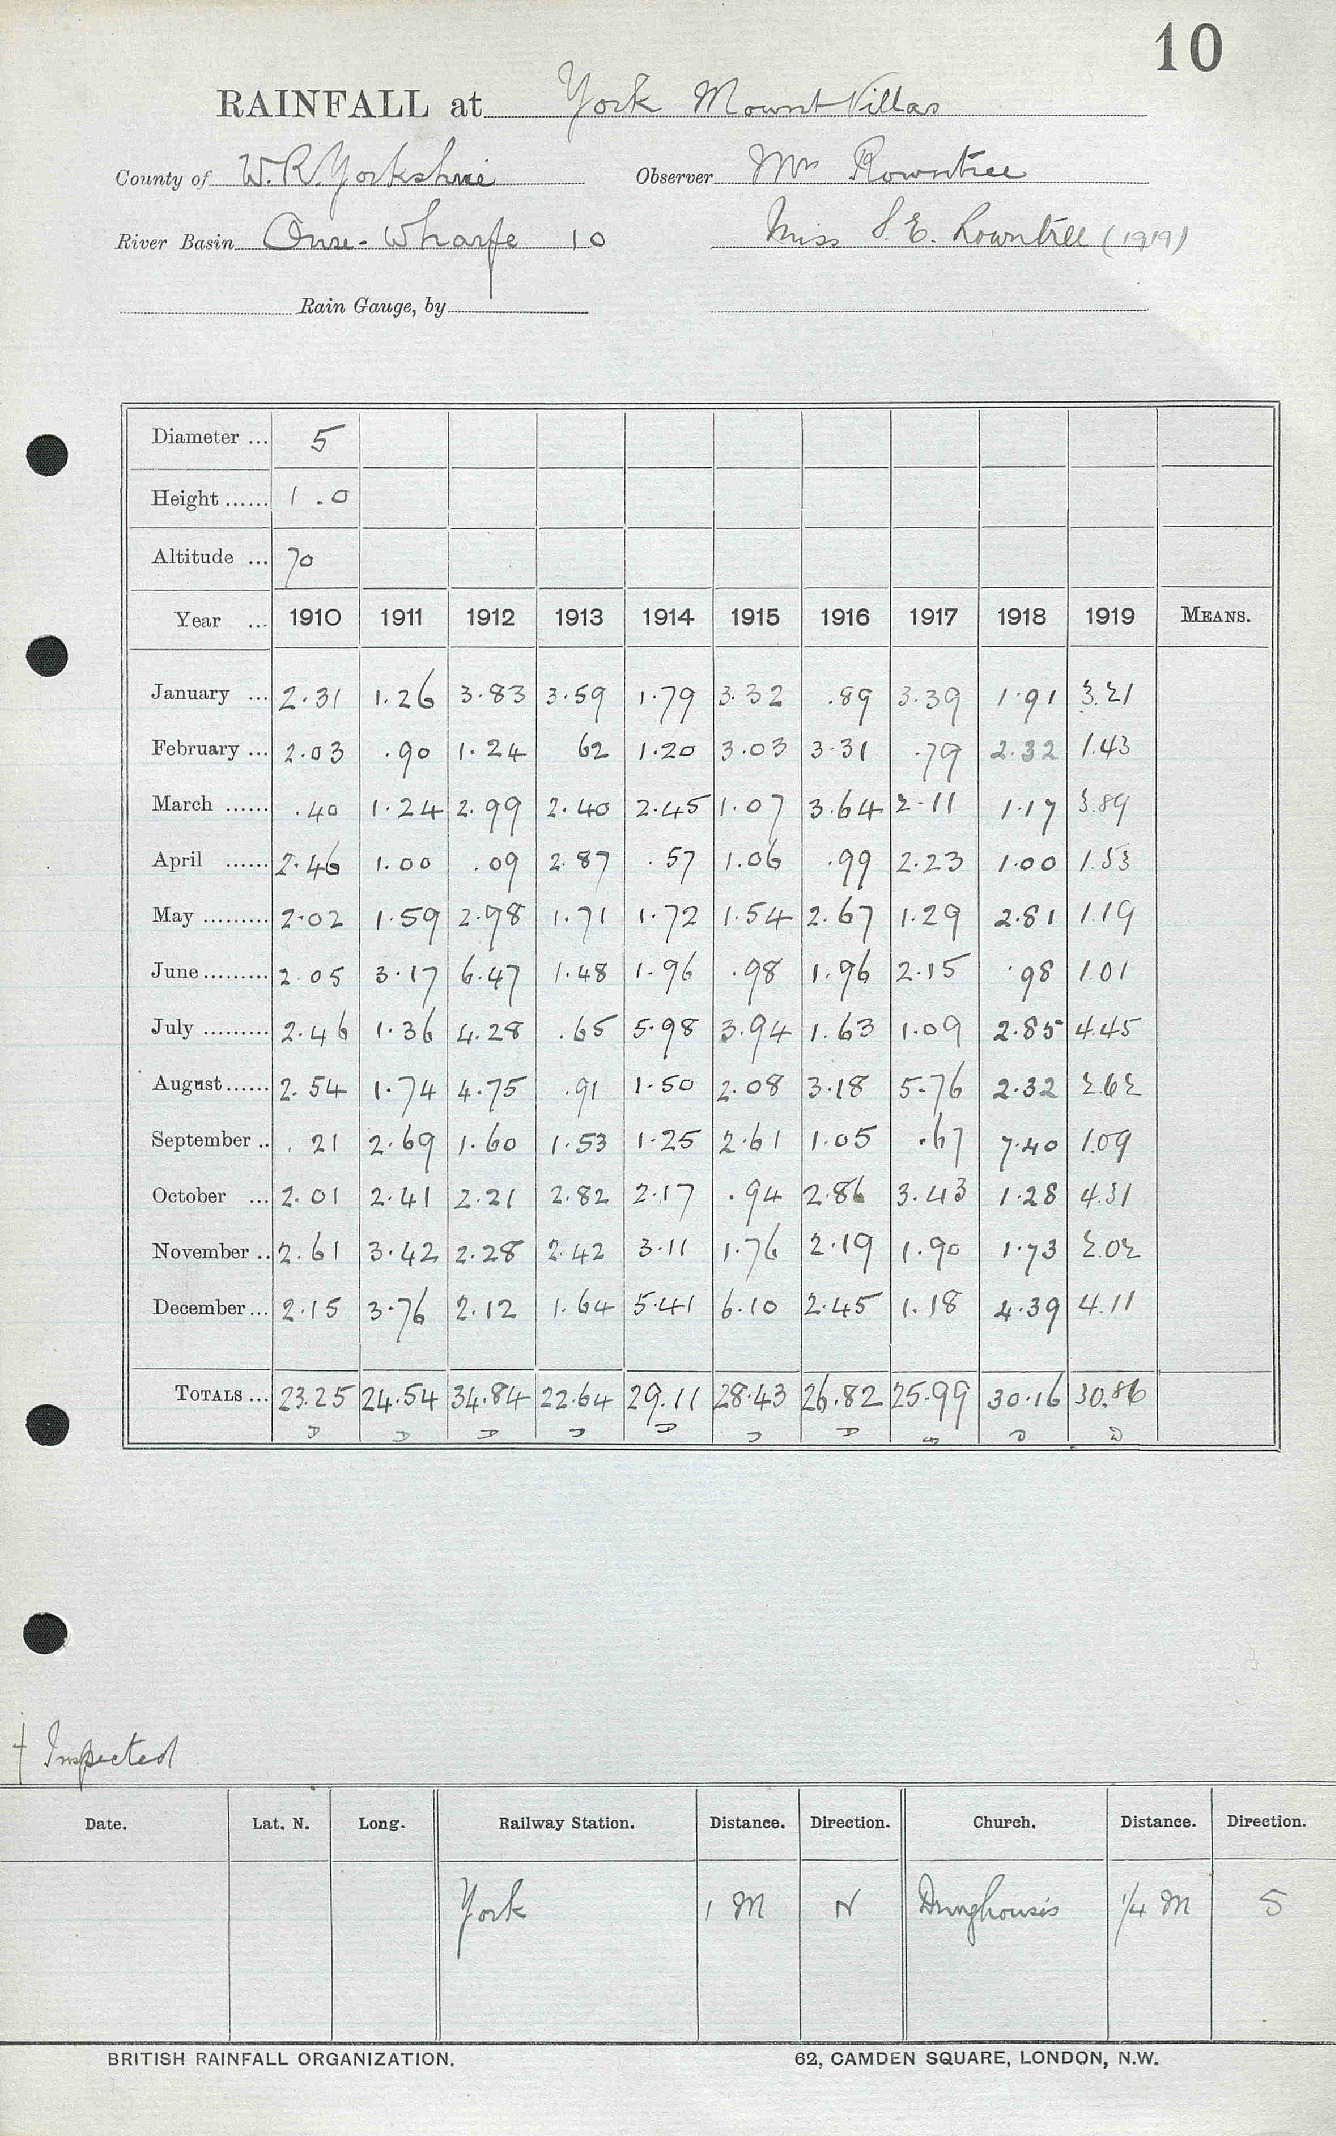 10
RAINFALL at York Mount Villas
County of W.R. Yorkshire Observer Mrs Rowntree
River Basin Ouse - Wharfe 10 Miss S. E. Rowntree (1919)
Rain Gauge, by
Diameter ... 5
Height ...... 1.0
Altitude ... 70
Year ... 1910 1911 1912 1913 1914 1915 1916 1917 1918 1919 MEANS.
January ... 2.31 1.26 3.83 3.59 1.79 3.32 .89 3.39 1.91 3.21
February ... 2.03 .90 1.24 62 1.20 3.03 3.31 .79 2.32 1.43
March ...... .40 1.24 2.99 2.40 2.45 1.07 3.64 2.11 1.17 3.89
April ...... 2.46 1.00 .09 2.87 .57 1.06 .99 2.23 1.00 1.53
May ......... 2.02 1.59 2.98 1.71 1.72 1.54 2.67 1.29 2.81 1.19
June ......... 2.05 3.17 6.47 1.48 1.96 .98 1.96 2.15 .98 1.01
July ......... 2.46 1.36 4.28 .65 5.98 3.94 1.63 1.09 2.85 4.45
August ...... 2.54 1.74 4.75 .91 1.50 2.08 3.18 5.76 2.32 2.62
September .. .21 2.69 1.60 1.53 1.25 2.61 1.05 .67 7.40 1.09
October ... 2.01 2.41 2.21 2.82 2.17 .94 2.86 3.43 1.28 4.31
November .. 2.61 3.42 2.28 2.42 3.11 1.76 2.19 1.90 1.73 2.02
December ... 2.15 3.76 2.12 1.64 5.41 6.10 2.45 1.18 4.39 4.11
TOTALS ... 23.25 24.54 34.84 22.64 29.11 28.43 26.82 25.99 30.16 30.86
† Inspected
Date. Lat. N. Long. Railway Station. Distance. Direction. Church. Distance. Direction.
York 1 M N Dringhouses 1/4 M S
BRITISH RAINFALL ORGANIZATION. 62, CAMDEN SQUARE, LONDON, N.W.